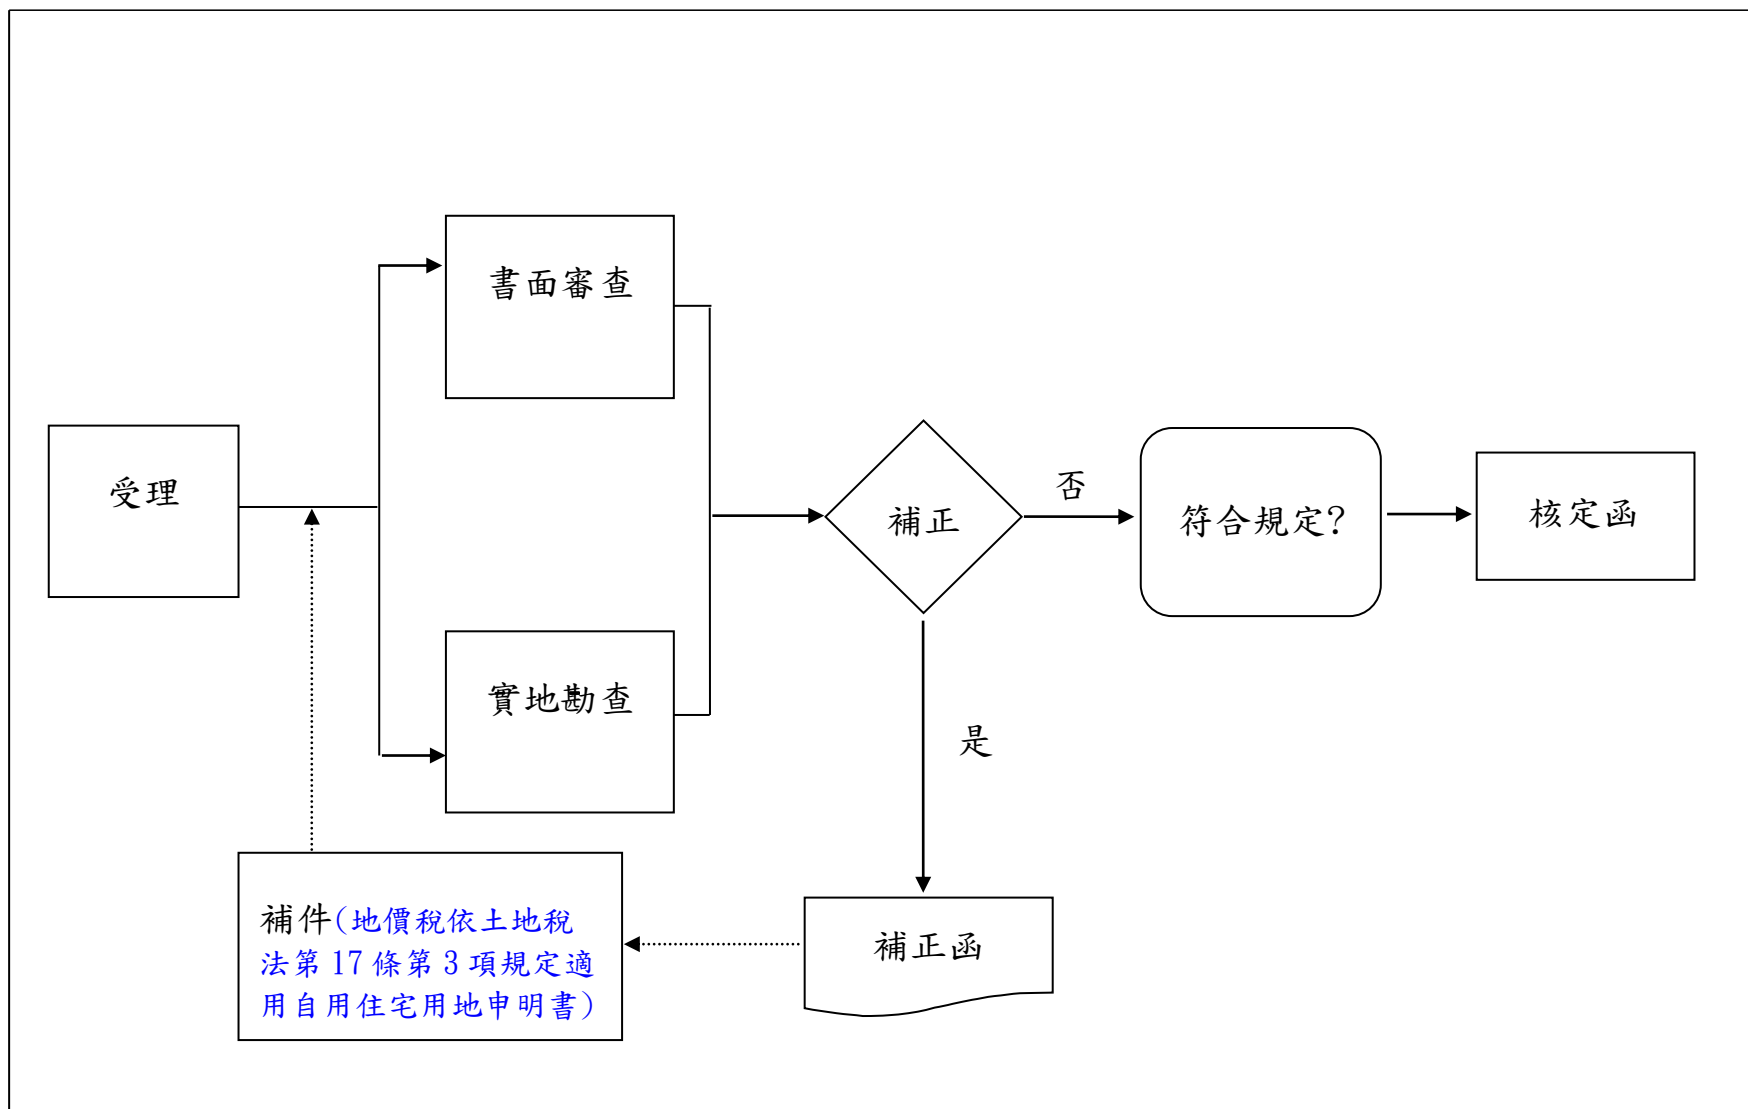 書面審查
受理
補正
否
符合規定?
核定函
實地勘查
是
補件(地價稅依土地稅
法第 17 條第 3 項規定適
用自用住宅用地申明書)
補正函